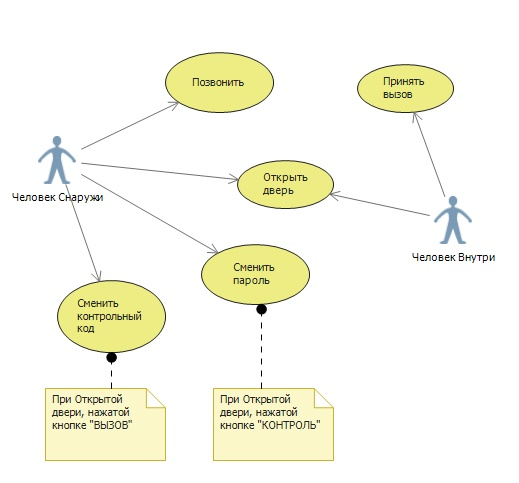 Позвонить
Принять
вызов
Человек Снаружи
Открыть
дверь
Человек Внутри
Сменить
пароль
Сменить
контрольный
код
При Открытой
двери, нажатой
кнопке "ВЫЗОВ"
При Открытой
двери, нажатой
кнопке "КОНТРОЛЬ"